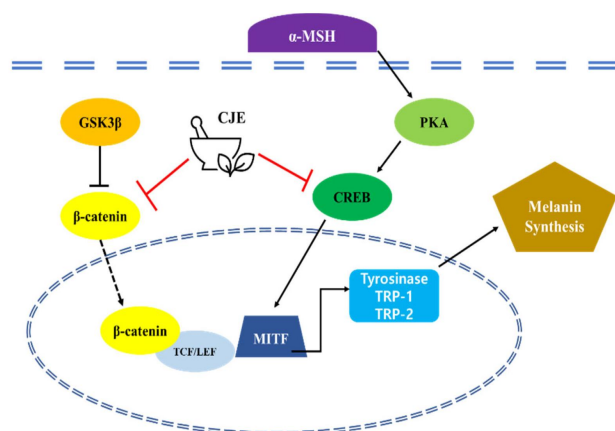 α-MSH
GSK3β
CJE
PKA
β-catenin
CREB
Melanin
Synthesis
Tyrosinase
TRP-1
TRP-2
β-catenin
TCF/LEF
MITF